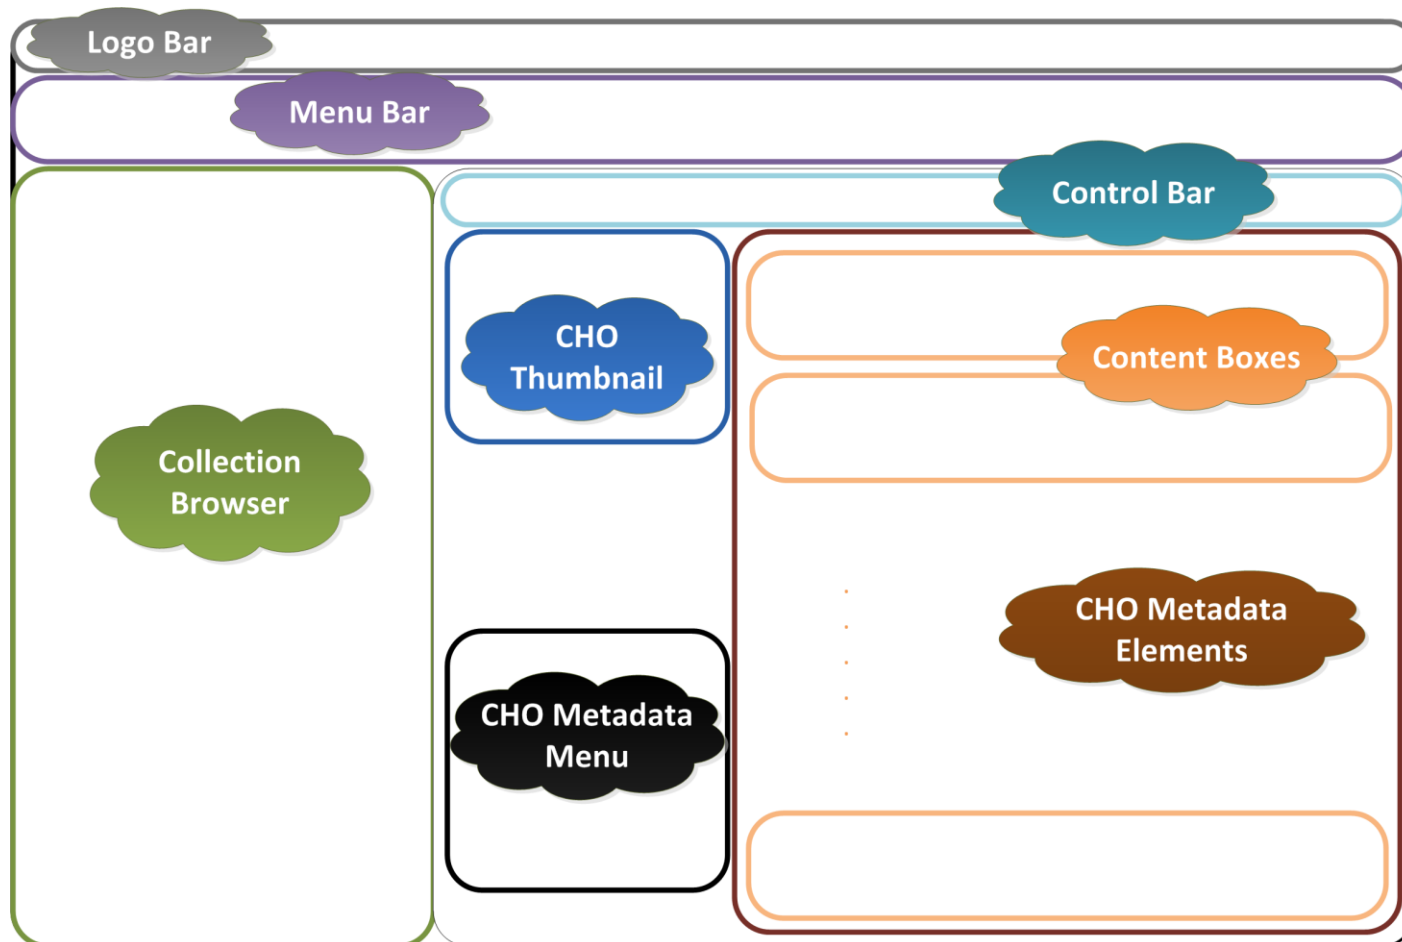 Logo Bar
Menu Bar
Control Bar
CHO
Thumbnail
Content Boxes
Collection
Browser
CHO Metadata
Elements
CHO Metadata
Menu